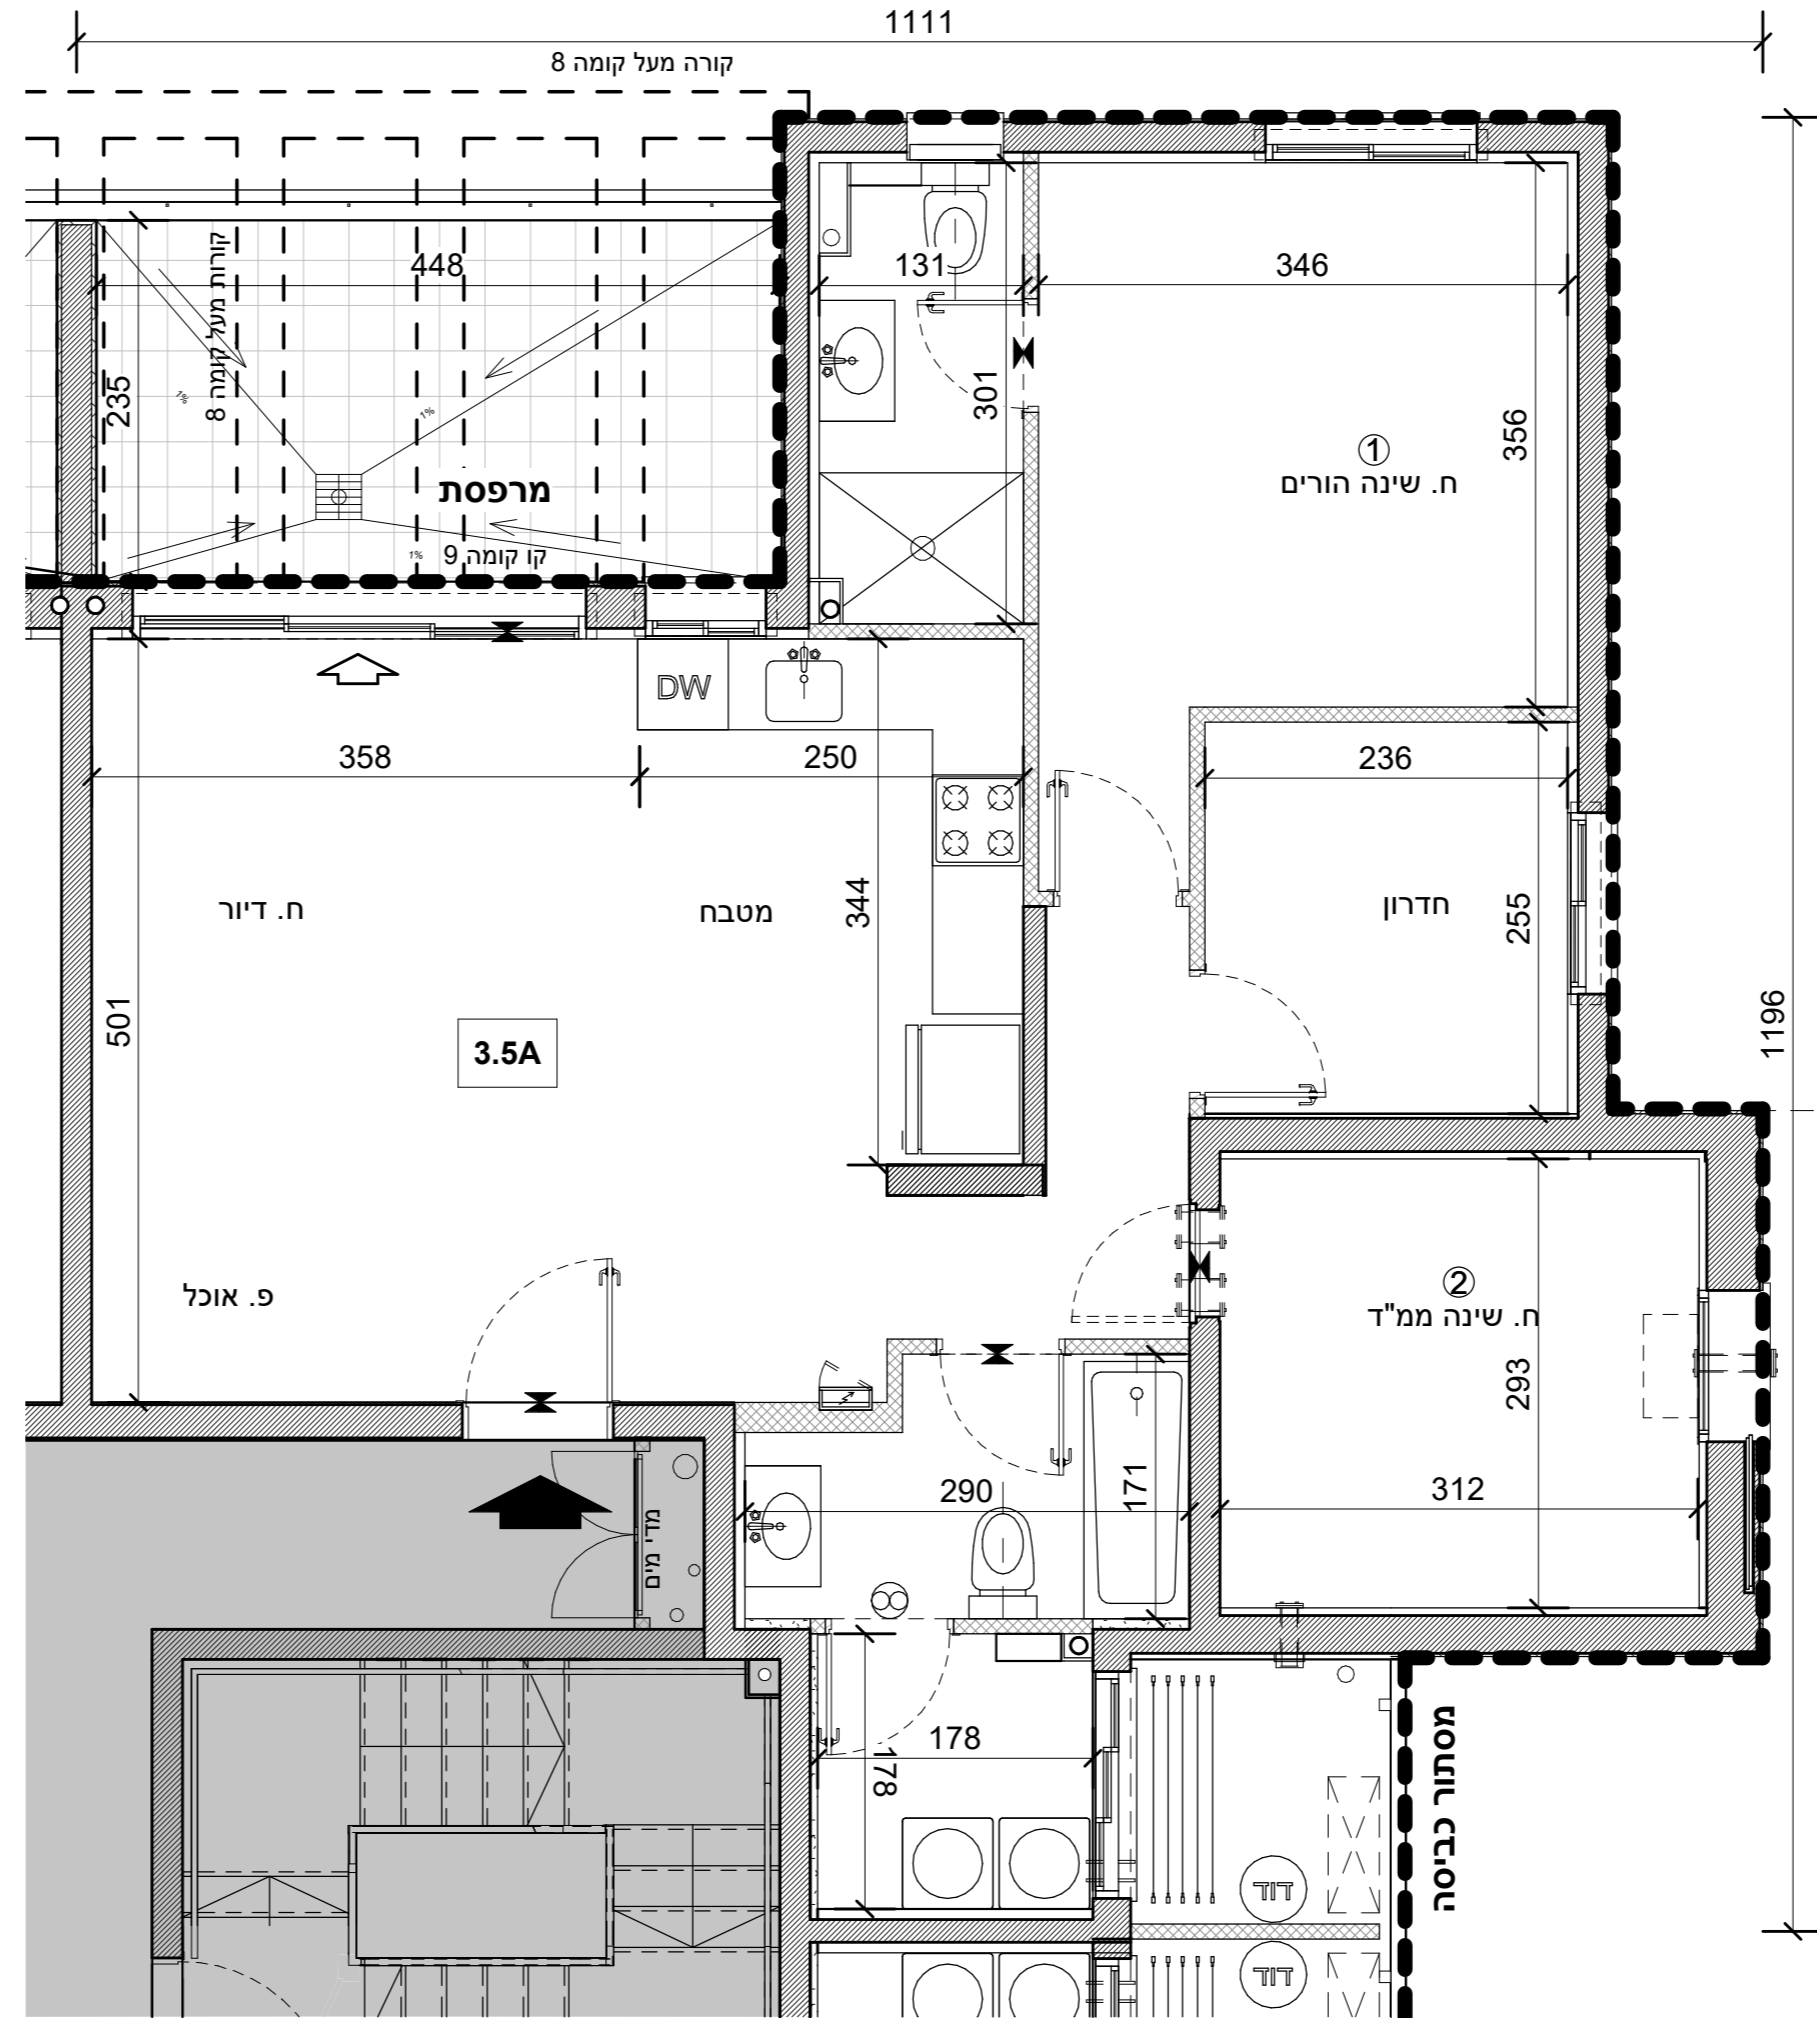 1111
קורה מעל קומה 8
448
131
346
קורות מעל קומה 8
235
1%
1%
301
356
①
ח. שינה הורים
מרפסת
1%
קו קומה 9
DW
358
250
236
ח. דיור
מטבח
344
חדרון
255
501
3.5A
1196
פ. אוכל
②
ח. שינה ממ"ד
293
290
171
312
מדי מים
178
178
מסתור כביסה
דוד
דוד